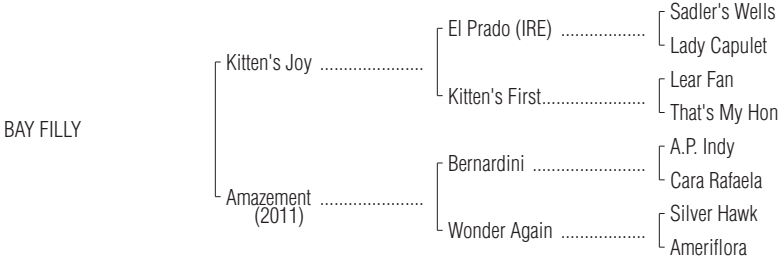 Sadler's Wells
El Prado (IRE) ....................
Lady Capulet
Kitten's Joy .......................
Lear Fan
Kitten's First.......................
That's My Hon
BAY FILLY
A.P. Indy
Bernardini .........................
Cara Rafaela
Amazement .......................
(2011)
Silver Hawk
Wonder Again ...................
Ameriflora